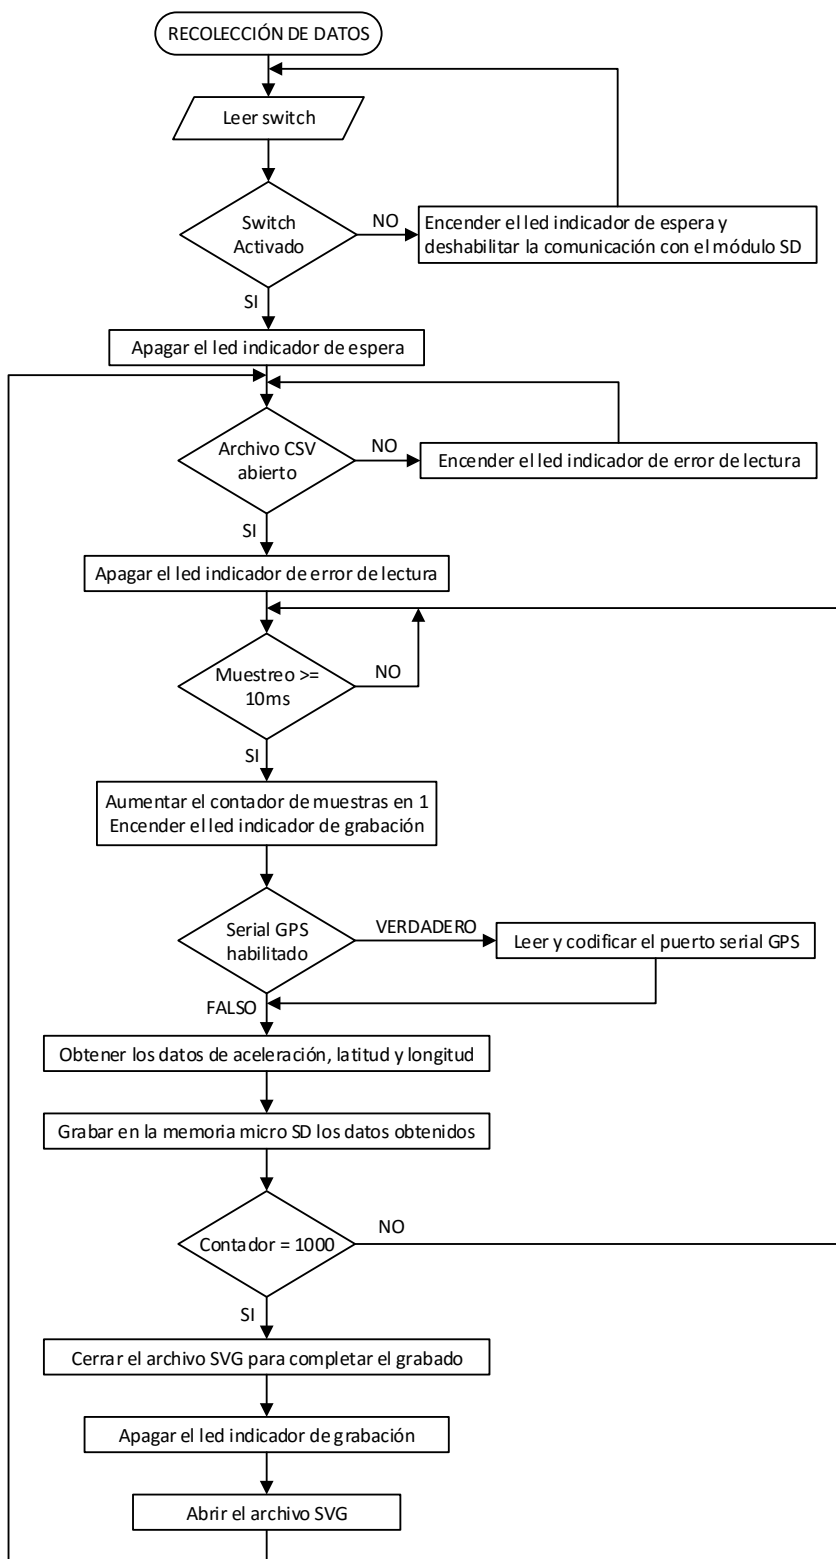 RECOLECCIÓN DE DATOS
Leer switch
Switch
Activado
NO
Encender el led indicador de espera y
deshabilitar la comunicación con el módulo SD
SI
Apagar el led indicador de espera
Archivo CSV
abierto
NO
Encender el led indicador de error de lectura
SI
Apagar el led indicador de error de lectura
Muestreo >=
10ms
NO
SI
Aumentar el contador de muestras en 1
Encender el led indicador de grabación
Serial GPS
habilitado
VERDADERO
Leer y codificar el puerto serial GPS
FALSO
Obtener los datos de aceleración, latitud y longitud
Grabar en la memoria micro SD los datos obtenidos
Contador = 1000
NO
SI
Cerrar el archivo SVG para completar el grabado
Apagar el led indicador de grabación
Abrir el archivo SVG